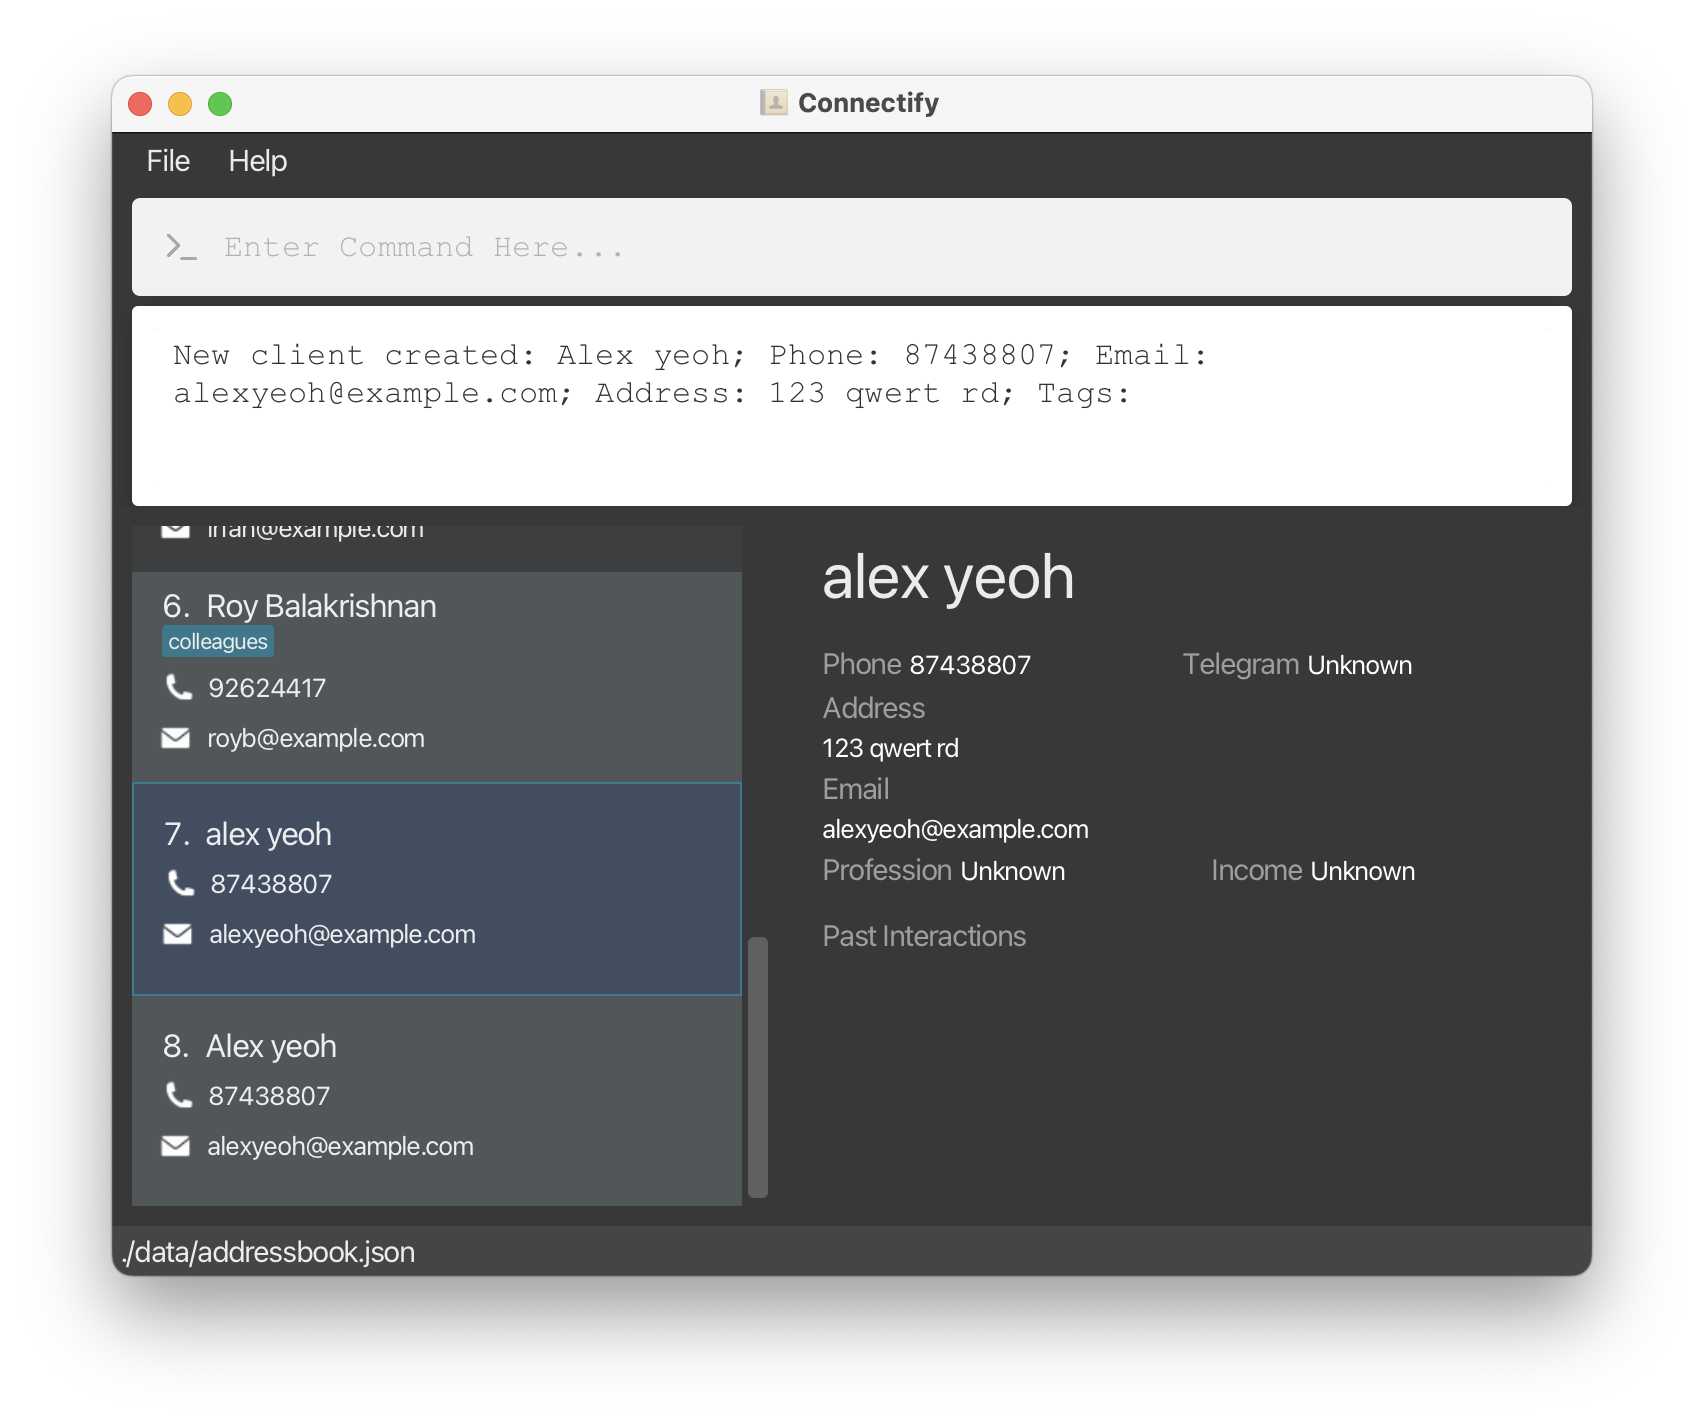 Connectify
File Help
Enter Command Here...
New client created: Alex yeoh; Phone: 87438807; Email:
alexyeoh@example.com; Address: 123 qwert rd; Tags:
irfan@example.com
6. Roy Balakrishnan
colleagues
92624417
royb@example.com
7. alex yeoh
87438807
alexyeoh@example.com
8. Alex yeoh
87438807
alexyeoh@example.com
alex yeoh
Phone 87438807 Telegram Unknown
Address
123 qwert rd
Email
alexyeoh@example.com
Profession Unknown Income Unknown
Past Interactions
./data/addressbook.json